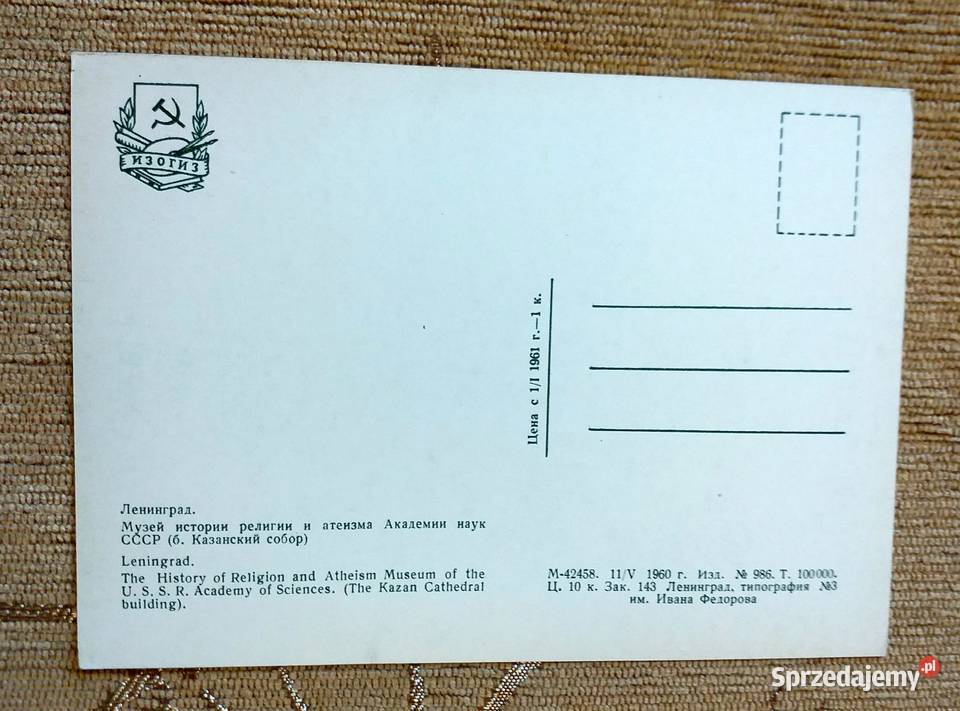 ИЗОГИЗ
Цена с 1/I 1961 г.—1 к.
Ленинград.
Музей истории религии и атеизма Академии наук
СССР (б. Казанский собор)
Leningrad.
The History of Religion and Atheism Museum of the
U. S. S. R. Academy of Sciences. (The Kazan Cathedral
building).
М-42458. 11/V 1960 г. Изд. № 986. Т. 100 000.
Ц. 10 к. Зак. 143 Ленинград, типография №3
им. Ивана Федорова
Sprzedajemy.pl